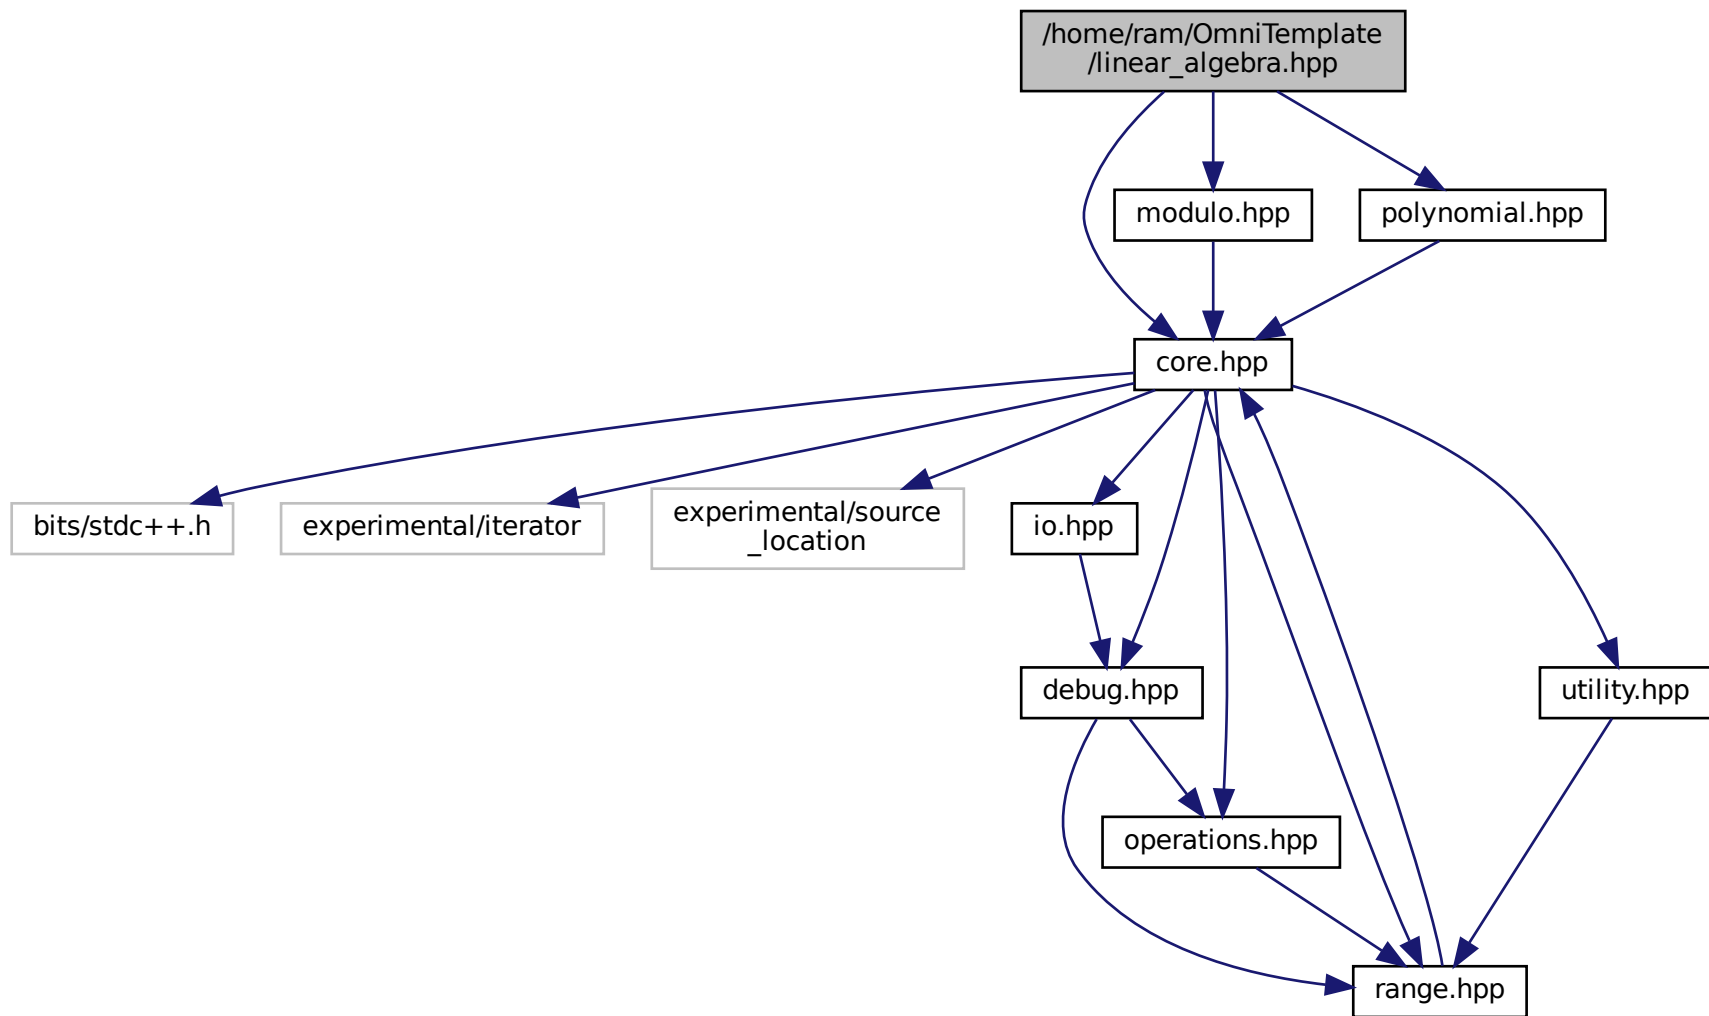 /home/ram/OmniTemplate
/linear_algebra.hpp
modulo.hpp
polynomial.hpp
core.hpp
bits/stdc++.h
experimental/iterator
experimental/source
_location
io.hpp
debug.hpp
utility.hpp
operations.hpp
range.hpp